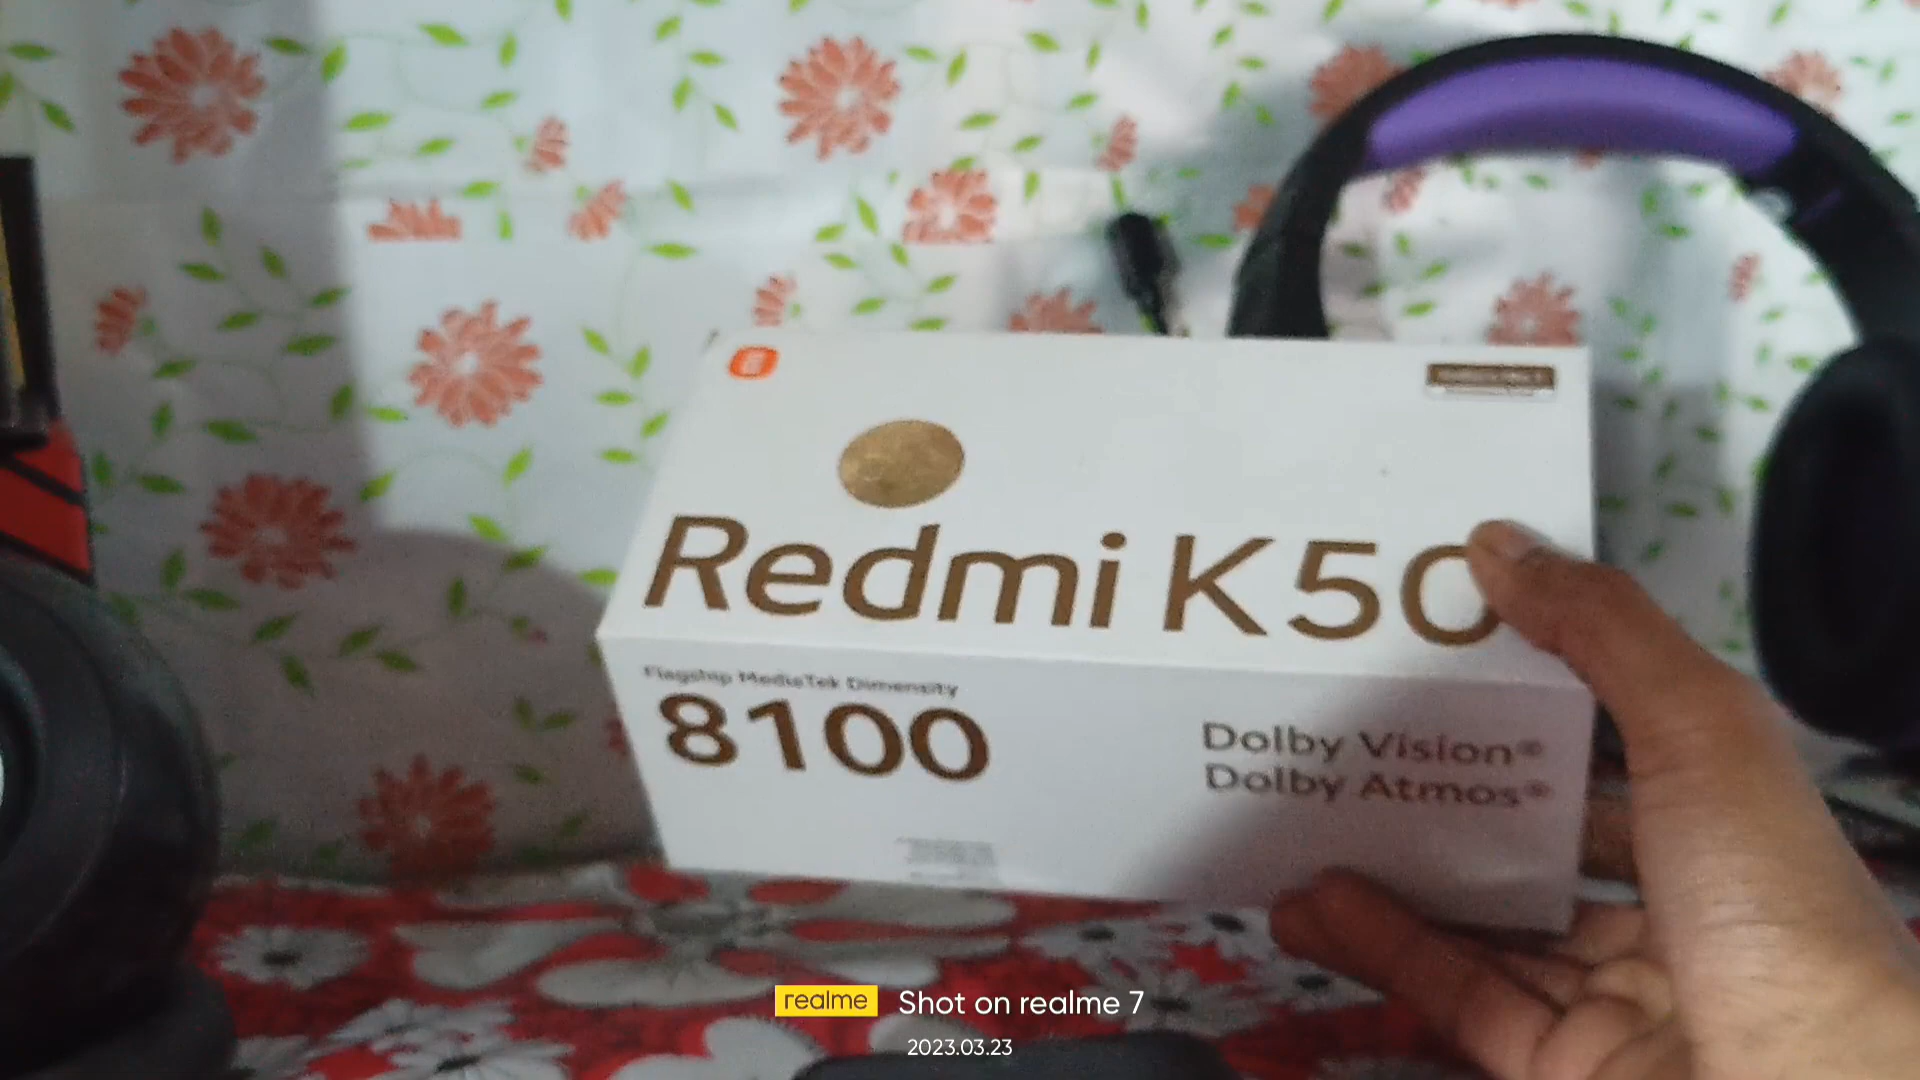 Redmi K50
Flagship MediaTek Dimensity
8100
Dolby Vision®
Dolby Atmos®
realme Shot on realme 7
2023.03.23